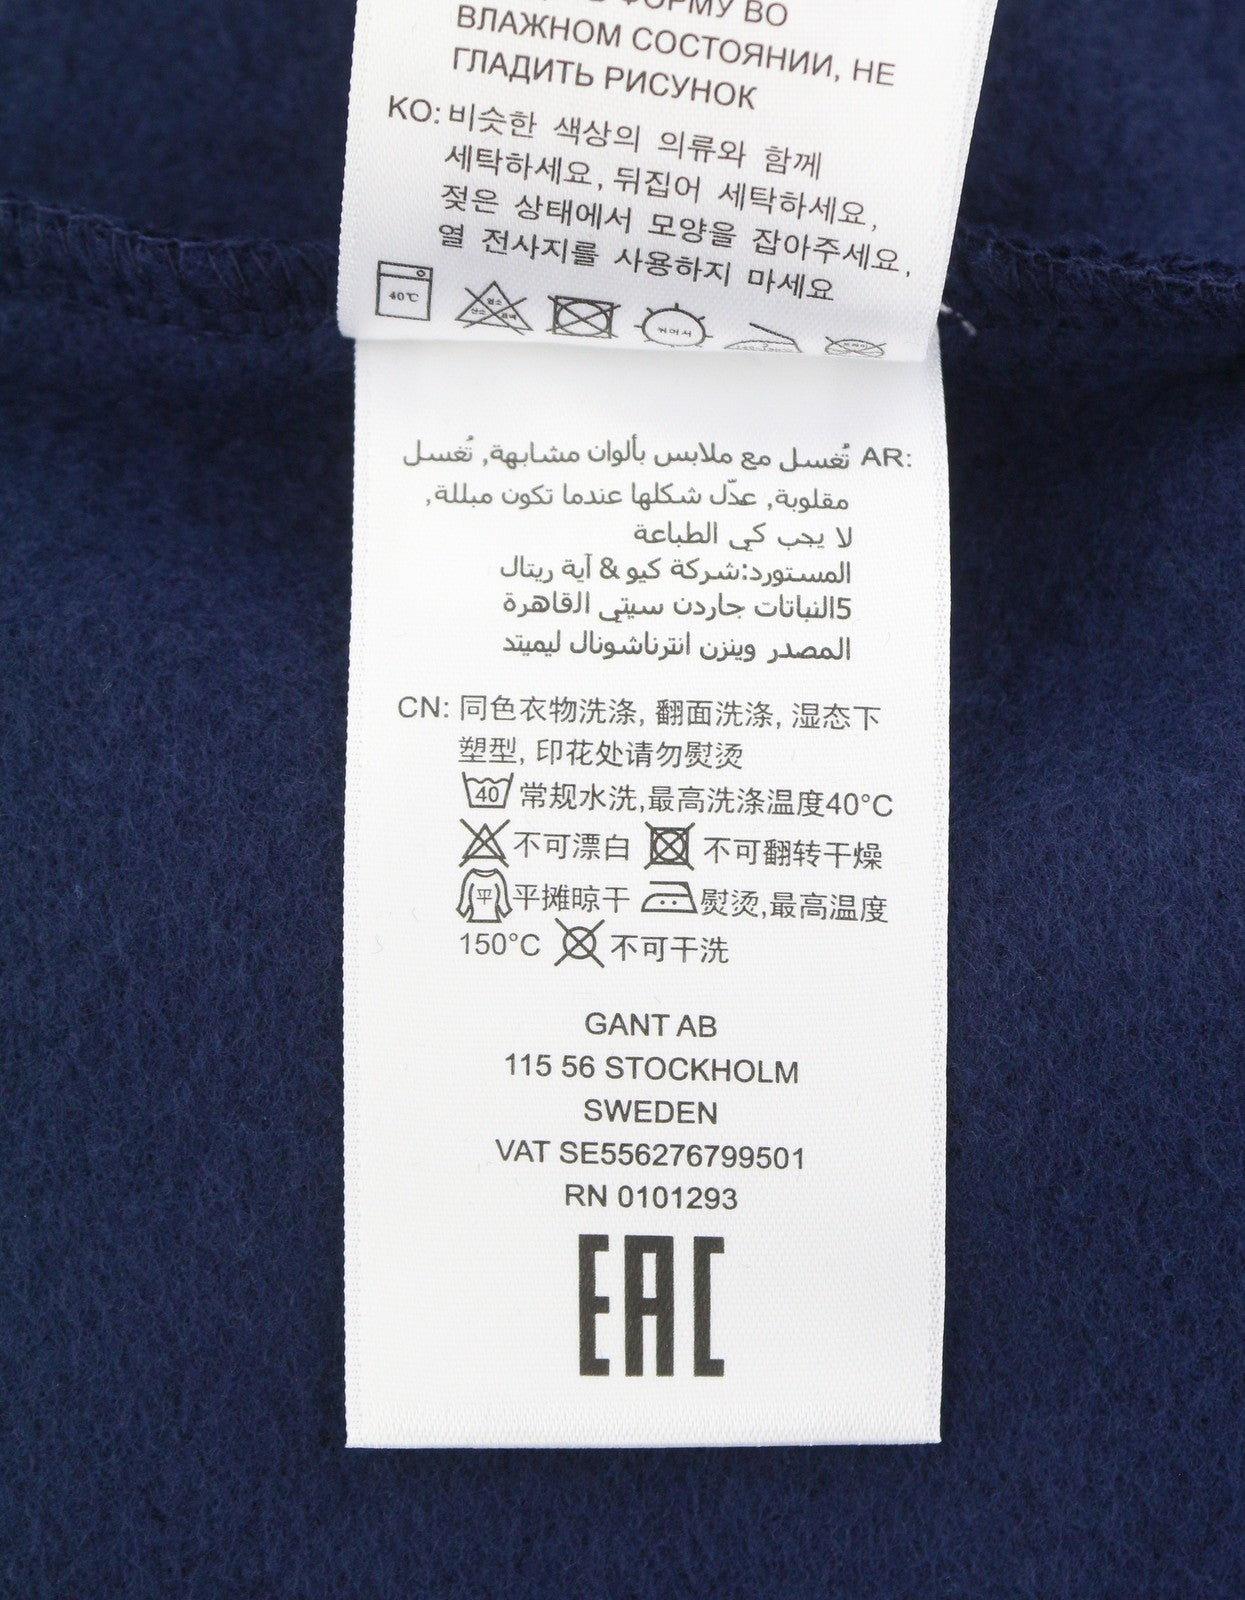 ФОРМУ ВО
ВЛАЖНОМ СОСТОЯНИИ, НЕ
ГЛАДИТЬ РИСУНОК
KO: 비슷한 색상의 의류와 함께
세탁하세요, 뒤집어 세탁하세요,
젖은 상태에서 모양을 잡아주세요,
열 전사지를 사용하지 마세요
40℃
AR: تُغسل مع ملابس بألوان مشابهة, تُغسل
مقلوبة, عدّل شكلها عندما تكون مبللة,
لا يجب كي الطباعة
المستورد:شركة كيو & آية ريتال
5النباتات جاردن سيتي القاهرة
المصدر وينزن انترناشونال ليميتد
CN: 同色衣物洗涤, 翻面洗涤, 湿态下
塑型, 印花处请勿熨烫
40 常规水洗,最高洗涤温度40°C
不可漂白 不可翻转干燥
平 平摊晾干 熨烫,最高温度
150°C 不可干洗
GANT AB
115 56 STOCKHOLM
SWEDEN
VAT SE556276799501
RN 0101293
EAC